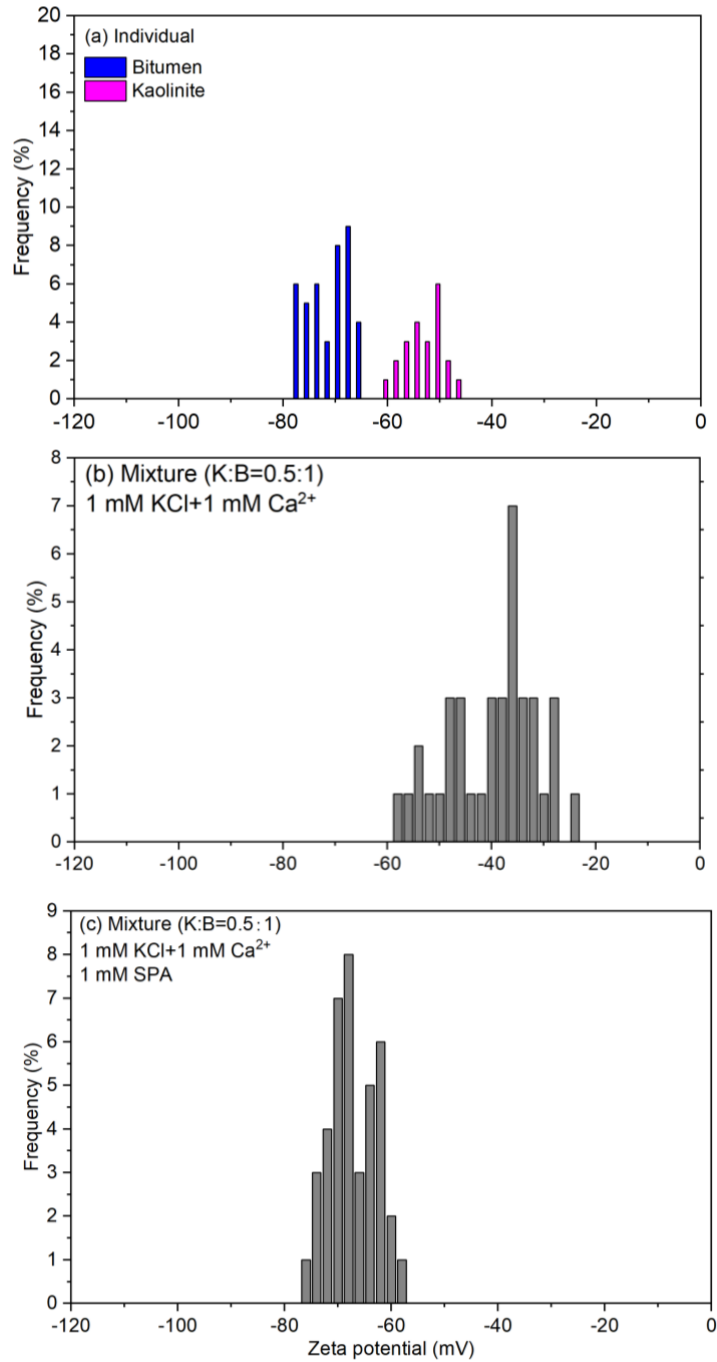 (a) Individual
Bitumen
Kaolinite
Frequency (%)
20
18
16
14
12
10
8
6
4
2
0
-120 -100 -80 -60 -40 -20 0
(b) Mixture (K:B=0.5:1)
1 mM KCl+1 mM Ca²⁺
Frequency (%)
8
7
6
5
4
3
2
1
0
-120 -100 -80 -60 -40 -20 0
(c) Mixture (K:B=0.5:1)
1 mM KCl+1 mM Ca²⁺
1 mM SPA
Frequency (%)
9
8
7
6
5
4
3
2
1
0
-120 -100 -80 -60 -40 -20 0
Zeta potential (mV)